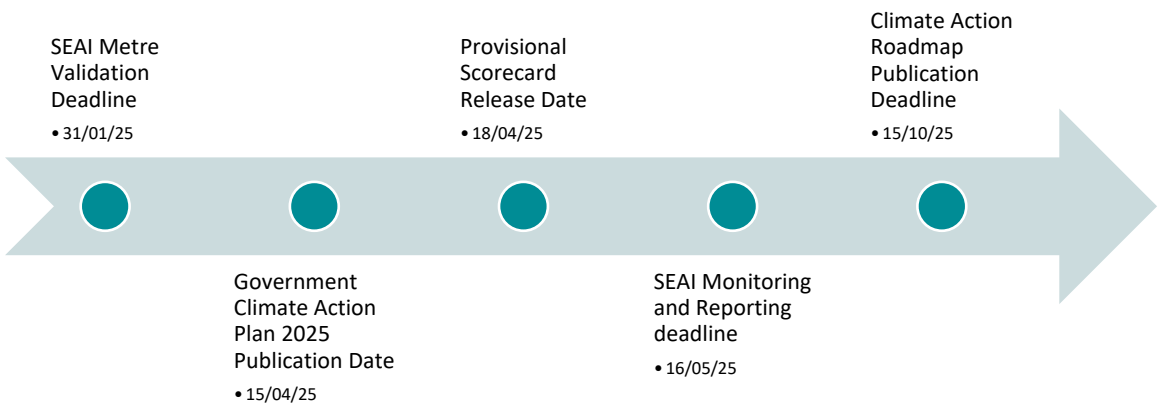 SEAI Metre
Validation
Deadline
• 31/01/25
Government
Climate Action
Plan 2025
Publication Date
• 15/04/25
Provisional
Scorecard
Release Date
• 18/04/25
SEAI Monitoring
and Reporting
deadline
• 16/05/25
Climate Action
Roadmap
Publication
Deadline
• 15/10/25